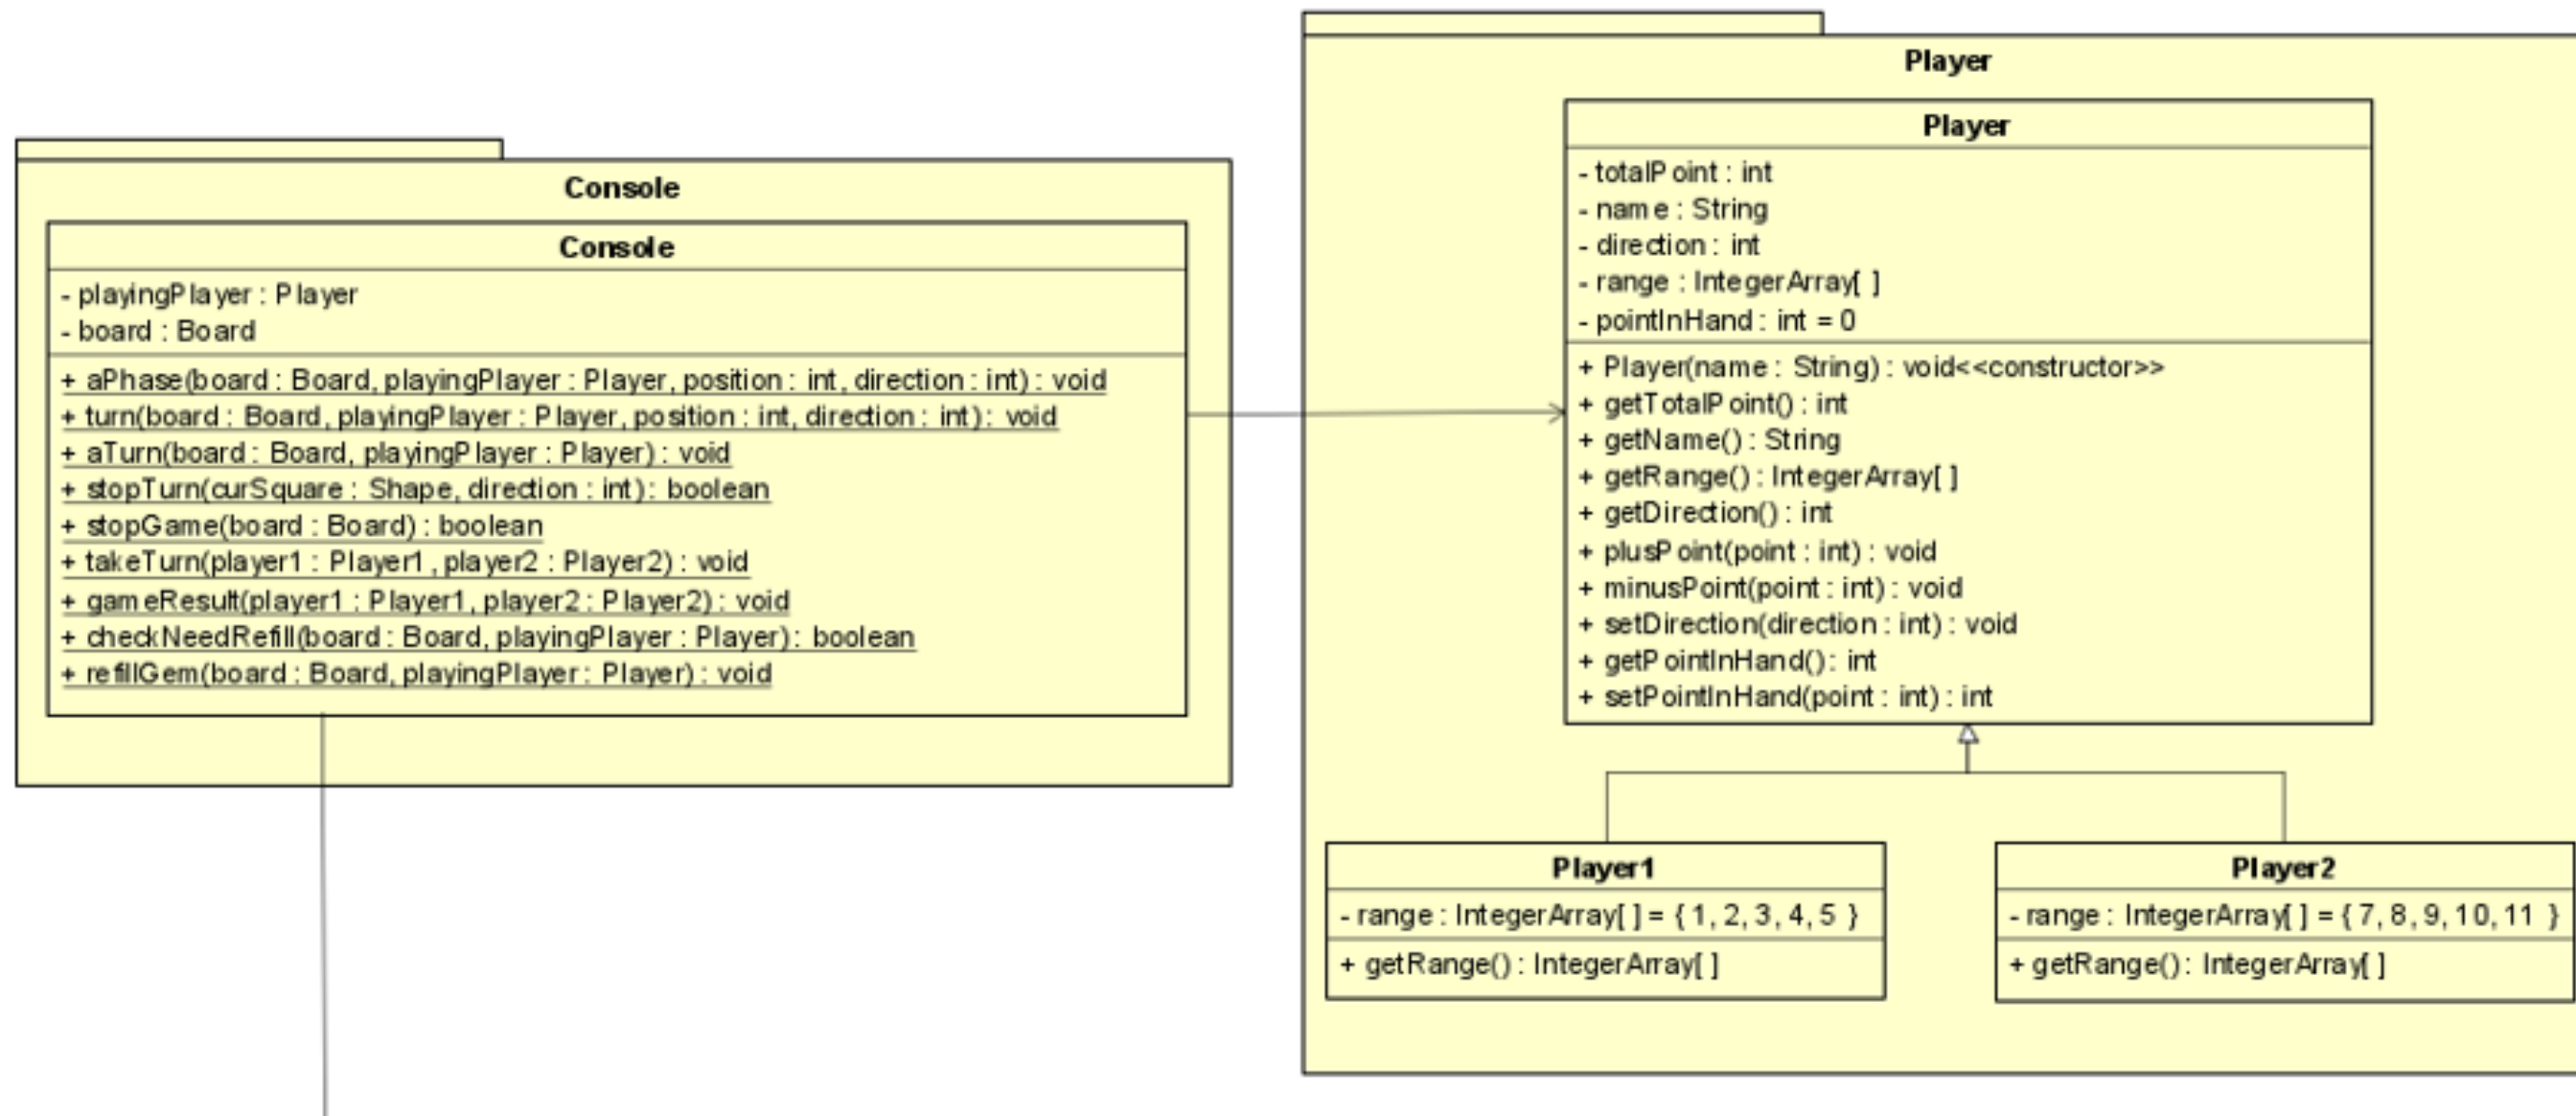 Console
Console
- playingPlayer : Player
- board : Board
+ aPhase(board : Board, playingPlayer : Player, position : int, direction : int) : void
+ turn(board : Board, playingPlayer : Player, position : int, direction : int) : void
+ aTurn(board : Board, playingPlayer : Player) : void
+ stopTurn(curSquare : Shape, direction : int) : boolean
+ stopGame(board : Board) : boolean
+ takeTurn(player1 : Player1, player2 : Player2) : void
+ gameResult(player1 : Player1, player2 : Player2) : void
+ checkNeedRefill(board : Board, playingPlayer : Player) : boolean
+ refillGem(board : Board, playingPlayer : Player) : void
Player
Player
- totalPoint : int
- name : String
- direction : int
- range : IntegerArray[ ]
- pointInHand : int = 0
+ Player(name : String) : void<<constructor>>
+ getTotalPoint() : int
+ getName() : String
+ getRange() : IntegerArray[ ]
+ getDirection() : int
+ plusPoint(point : int) : void
+ minusPoint(point : int) : void
+ setDirection(direction : int) : void
+ getPointInHand() : int
+ setPointInHand(point : int) : int
Player1
- range : IntegerArray[ ] = { 1, 2, 3, 4, 5 }
+ getRange() : IntegerArray[ ]
Player2
- range : IntegerArray[ ] = { 7, 8, 9, 10, 11 }
+ getRange() : IntegerArray[ ]